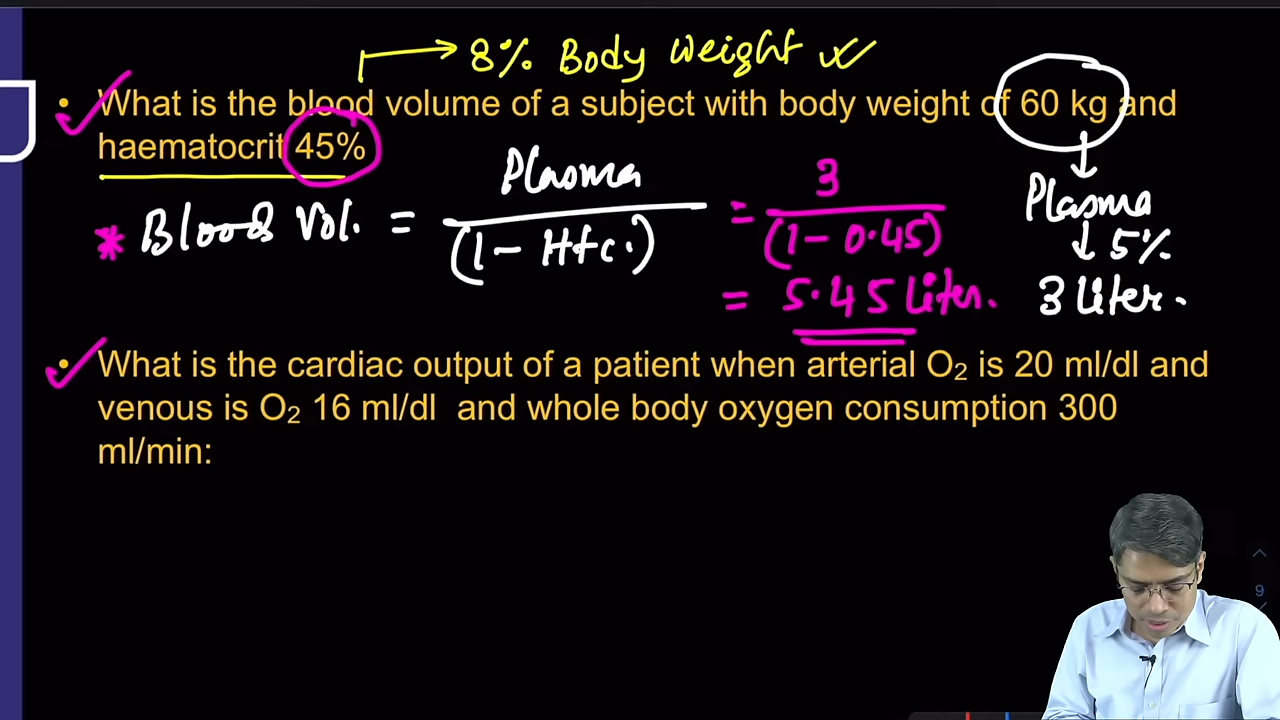 8% Body Weight
• What is the blood volume of a subject with body weight of 60 kg and
haematocrit 45%
* Blood Vol. = Plasma / (1 - Htc.) = 3 / (1 - 0.45)
= 5.45 Liter.
Plasma
↓ 5%
3 Liter.
• What is the cardiac output of a patient when arterial O₂ is 20 ml/dl and
venous is O₂ 16 ml/dl and whole body oxygen consumption 300
ml/min:
9